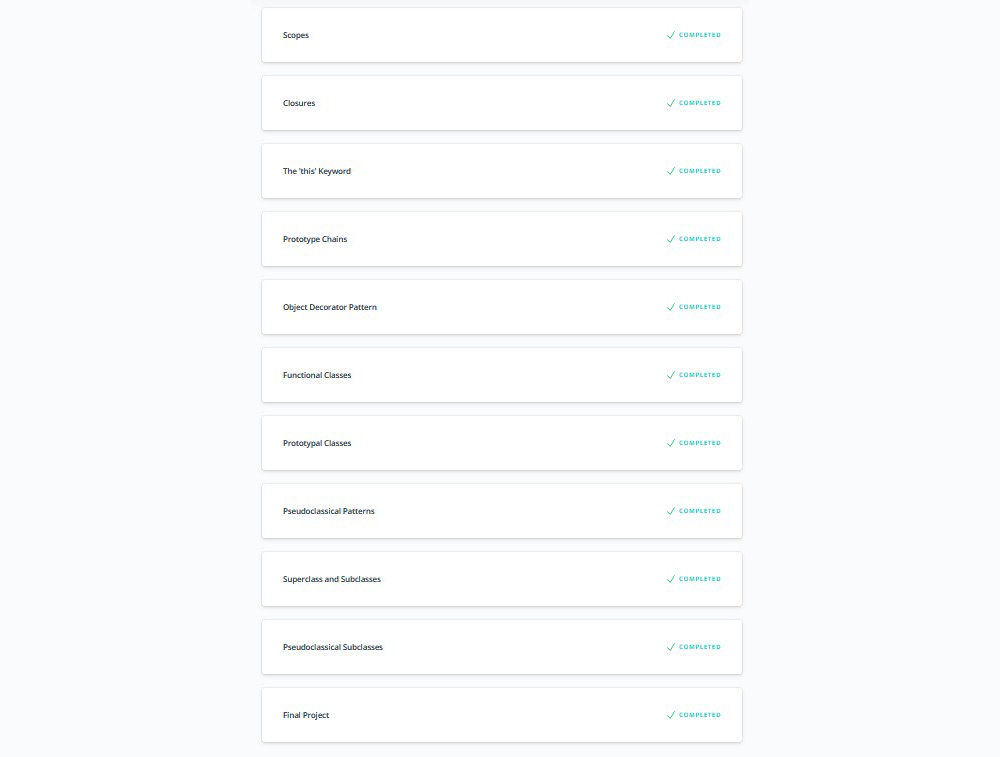 Scopes COMPLETED
Closures COMPLETED
The 'this' Keyword COMPLETED
Prototype Chains COMPLETED
Object Decorator Pattern COMPLETED
Functional Classes COMPLETED
Prototypal Classes COMPLETED
Pseudoclassical Patterns COMPLETED
Superclass and Subclasses COMPLETED
Pseudoclassical Subclasses COMPLETED
Final Project COMPLETED